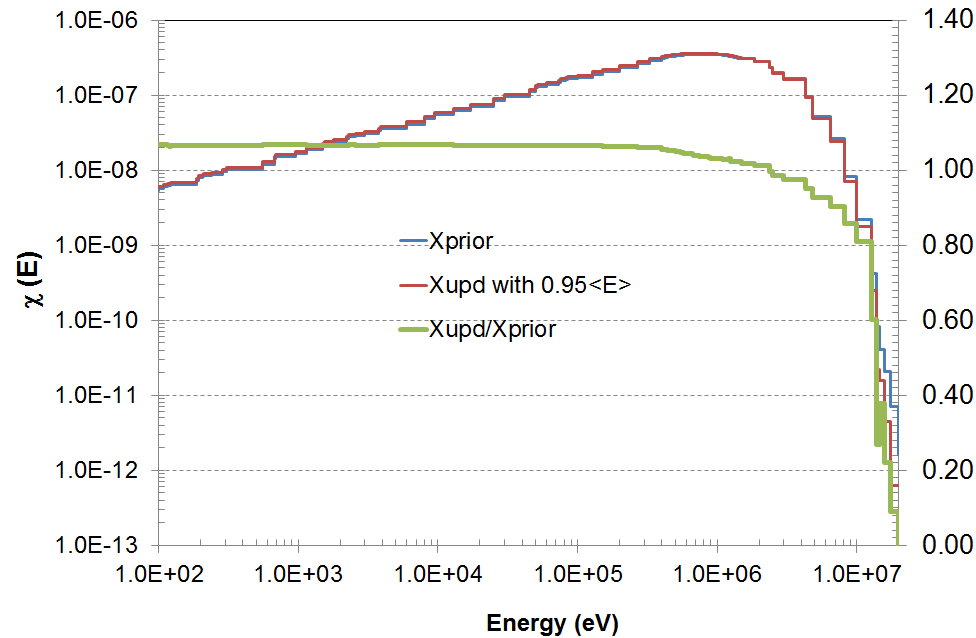 1.0E-06
1.0E-07
1.0E-08
1.0E-09
1.0E-10
1.0E-11
1.0E-12
1.0E-13
χ (E)
1.40
1.20
1.00
0.80
0.60
0.40
0.20
0.00
Xprior
Xupd with 0.95<E>
Xupd/Xprior
1.0E+02 1.0E+03 1.0E+04 1.0E+05 1.0E+06 1.0E+07
Energy (eV)